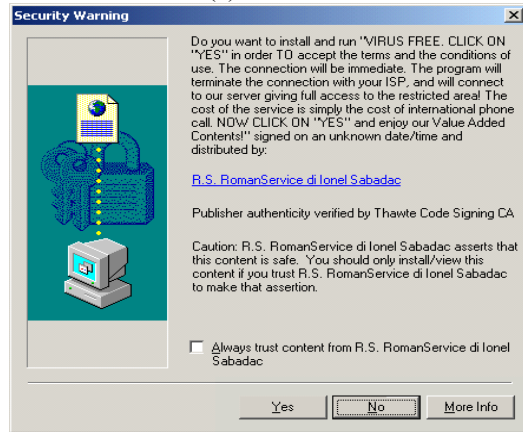 Security Warning
Do you want to install and run "VIRUS FREE. CLICK ON
"YES" in order TO accept the terms and the conditions of
use. The connection will be immediate. The program will
terminate the connection with your ISP, and will connect
to our server giving full access to the restricted area! The
cost of the service is simply the cost of international phone
call. NOW CLICK ON "YES" and enjoy our Value Added
Contents!" signed on an unknown date/time and
distributed by:
R.S. RomanService di Ionel Sabadac
Publisher authenticity verified by Thawte Code Signing CA
Caution: R.S. RomanService di Ionel Sabadac asserts that
this content is safe. You should only install/view this
content if you trust R.S. RomanService di Ionel Sabadac
to make that assertion.
Always trust content from R.S. RomanService di Ionel
Sabadac
Yes No More Info